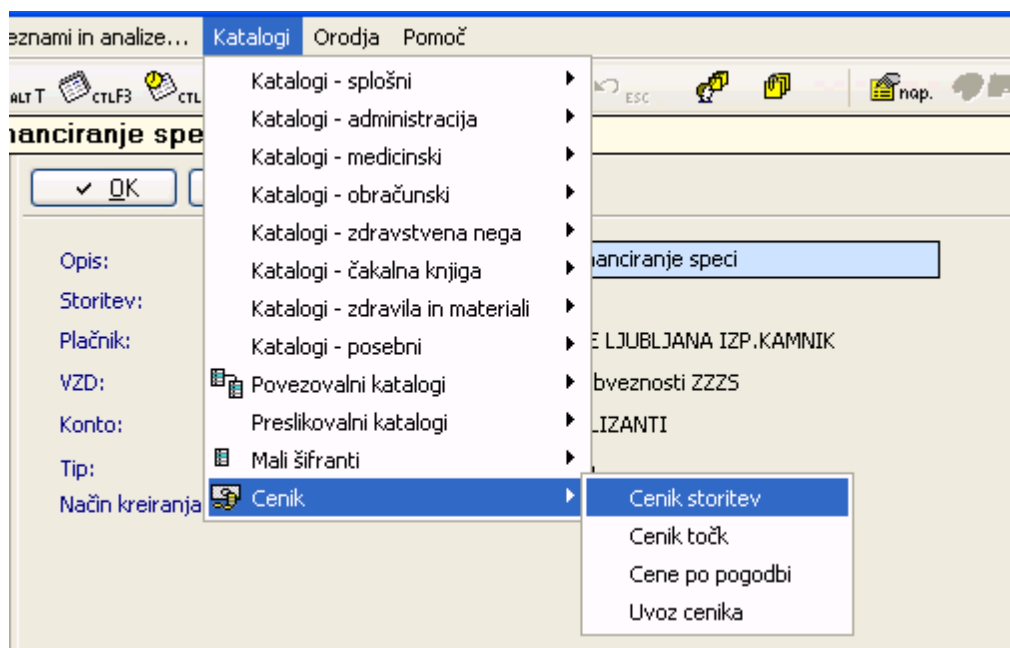 eznami in analize... Katalogi Orodja Pomoč
ALT T CTLF3 CTL ESC nap.
nanciranje spe
OK
Katalogi - splošni
Katalogi - administracija
Katalogi - medicinski
Katalogi - obračunski
Katalogi - zdravstvena nega
Katalogi - čakalna knjiga
Katalogi - zdravila in materiali
Katalogi - posebni
Povezovalni katalogi
Preslikovalni katalogi
Mali šifranti
Cenik
Cenik storitev
Cenik točk
Cene po pogodbi
Uvoz cenika
Opis: nanciranje speci
Storitev:
Plačnik: E LJUBLJANA IZP.KAMNIK
VZD: bveznosti ZZZS
Konto: LIZANTI
Tip:
Način kreiranja